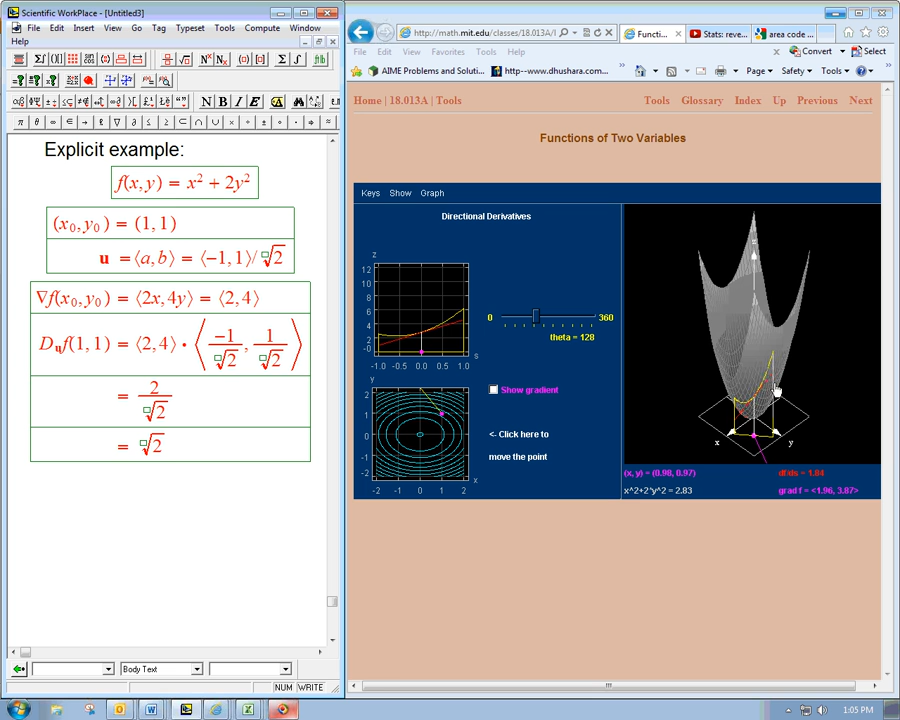 Scientific WorkPlace - [Untitled3]
File Edit Insert View Go Tag Typeset Tools Compute Window
Help
N B I E
Explicit example:
f(x,y) = x² + 2y²
(x₀,y₀) = (1,1)
u = ⟨a,b⟩ = ⟨−1,1⟩/√2
∇f(x₀,y₀) = ⟨2x,4y⟩ = ⟨2,4⟩
Dᵤf(1,1) = ⟨2,4⟩ • ⟨−1/√2, 1/√2⟩
= 2/√2
= √2
Body Text
NUM WRITE
http://math.mit.edu/classes/18.013A/
Functi...
Stats: reve...
area code ...
File Edit View Favorites Tools Help
Convert Select
AIME Problems and Soluti...
http--www.dhushara.com...
Page Safety Tools
Home | 18.013A | Tools
Tools Glossary Index Up Previous Next
Functions of Two Variables
Keys Show Graph
Directional Derivatives
z
12
10
8
6
4
2
-0
-1.0 -0.5 0.0 0.5 1.0
s
0 360
theta = 128
y
2
1
0
-1
-2
-2 -1 0 1 2
x
Show gradient
<- Click here to
move the point
z
x y
(x, y) = (0.98, 0.97) df/ds = 1.84
x^2+2*y^2 = 2.83 grad f = <1.96, 3.87>
1:05 PM